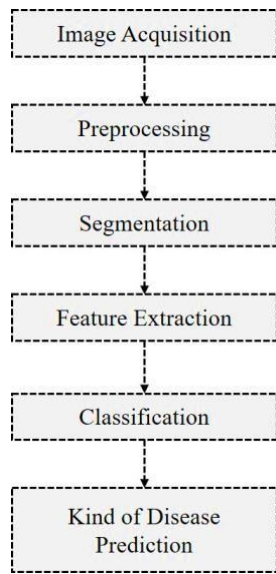 Image Acquisition
Preprocessing
Segmentation
Feature Extraction
Classification
Kind of Disease
Prediction